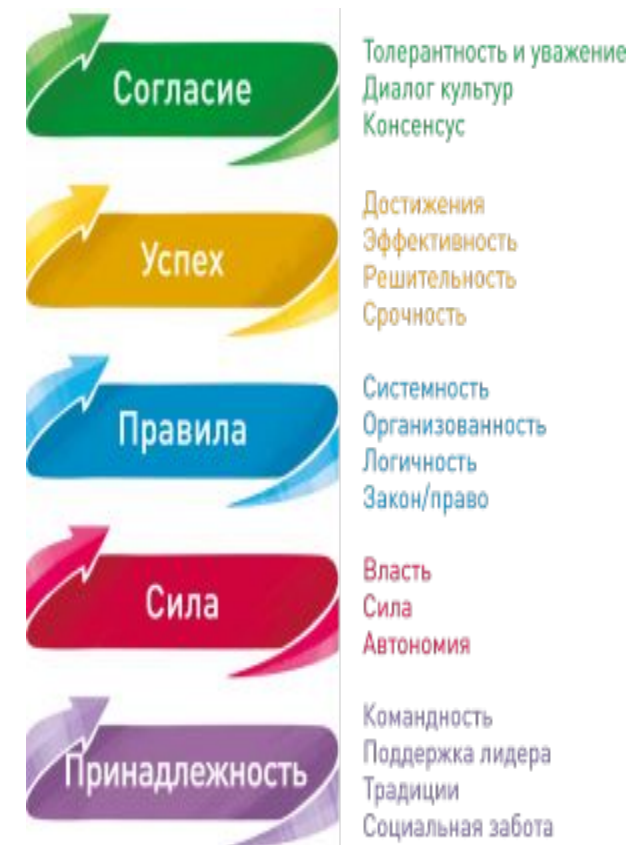 Согласие
Толерантность и уважение
Диалог культур
Консенсус
Успех
Достижения
Эффективность
Решительность
Срочность
Правила
Системность
Организованность
Логичность
Закон/право
Сила
Власть
Сила
Автономия
Принадлежность
Командность
Поддержка лидера
Традиции
Социальная забота